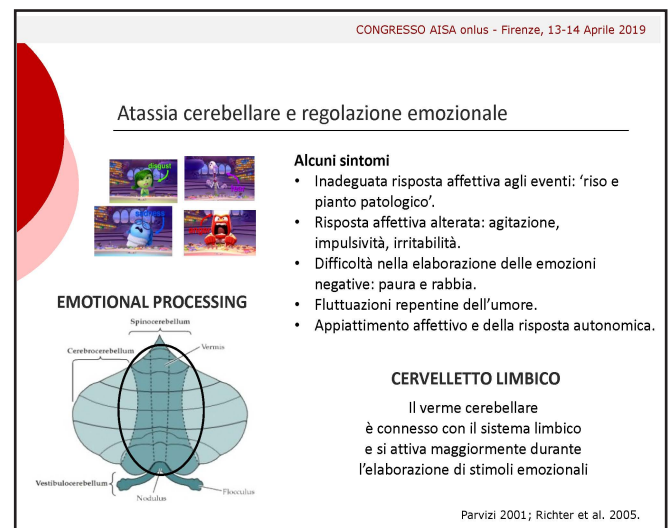 CONGRESSO AISA onlus - Firenze, 13-14 Aprile 2019
Atassia cerebellare e regolazione emozionale
disgust
Alcuni sintomi
• Inadeguata risposta affettiva agli eventi: ‘riso e
pianto patologico’.
• Risposta affettiva alterata: agitazione,
impulsività, irritabilità.
• Difficoltà nella elaborazione delle emozioni
negative: paura e rabbia.
• Fluttuazioni repentine dell’umore.
• Appiattimento affettivo e della risposta autonomica.
EMOTIONAL PROCESSING
Spinocerebellum
Vermis
Cerebrocerebellum
Vestibulocerebellum
Nodulus
Flocculus
CERVELLETTO LIMBICO
Il verme cerebellare
è connesso con il sistema limbico
e si attiva maggiormente durante
l’elaborazione di stimoli emozionali
Parvizi 2001; Richter et al. 2005.